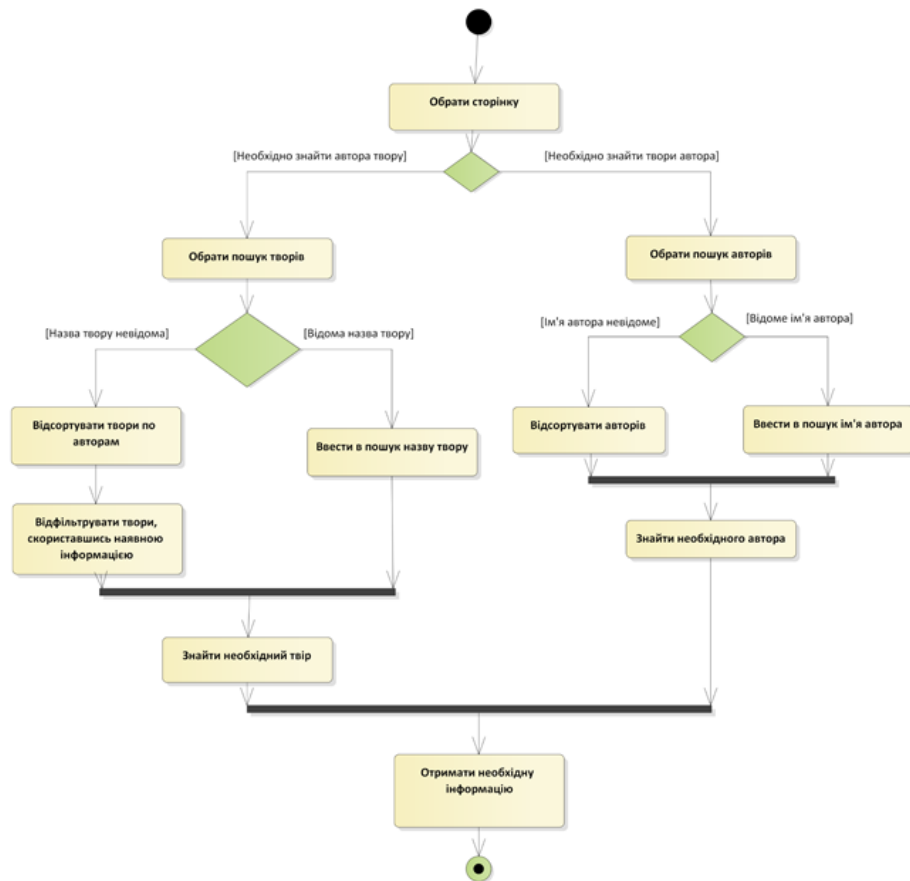 Обрати сторінку
[Необхідно знайти автора твору]
[Необхідно знайти твори автора]
Обрати пошук творів
Обрати пошук авторів
[Назва твору невідома]
[Відома назва твору]
[Ім'я автора невідоме]
[Відоме ім'я автора]
Відсортувати твори по
авторам
Ввести в пошук назву твору
Відсортувати авторів
Ввести в пошук ім'я автора
Відфільтрувати твори,
скориставшись наявною
інформацією
Знайти необхідного автора
Знайти необхідний твір
Отримати необхідну
інформацію